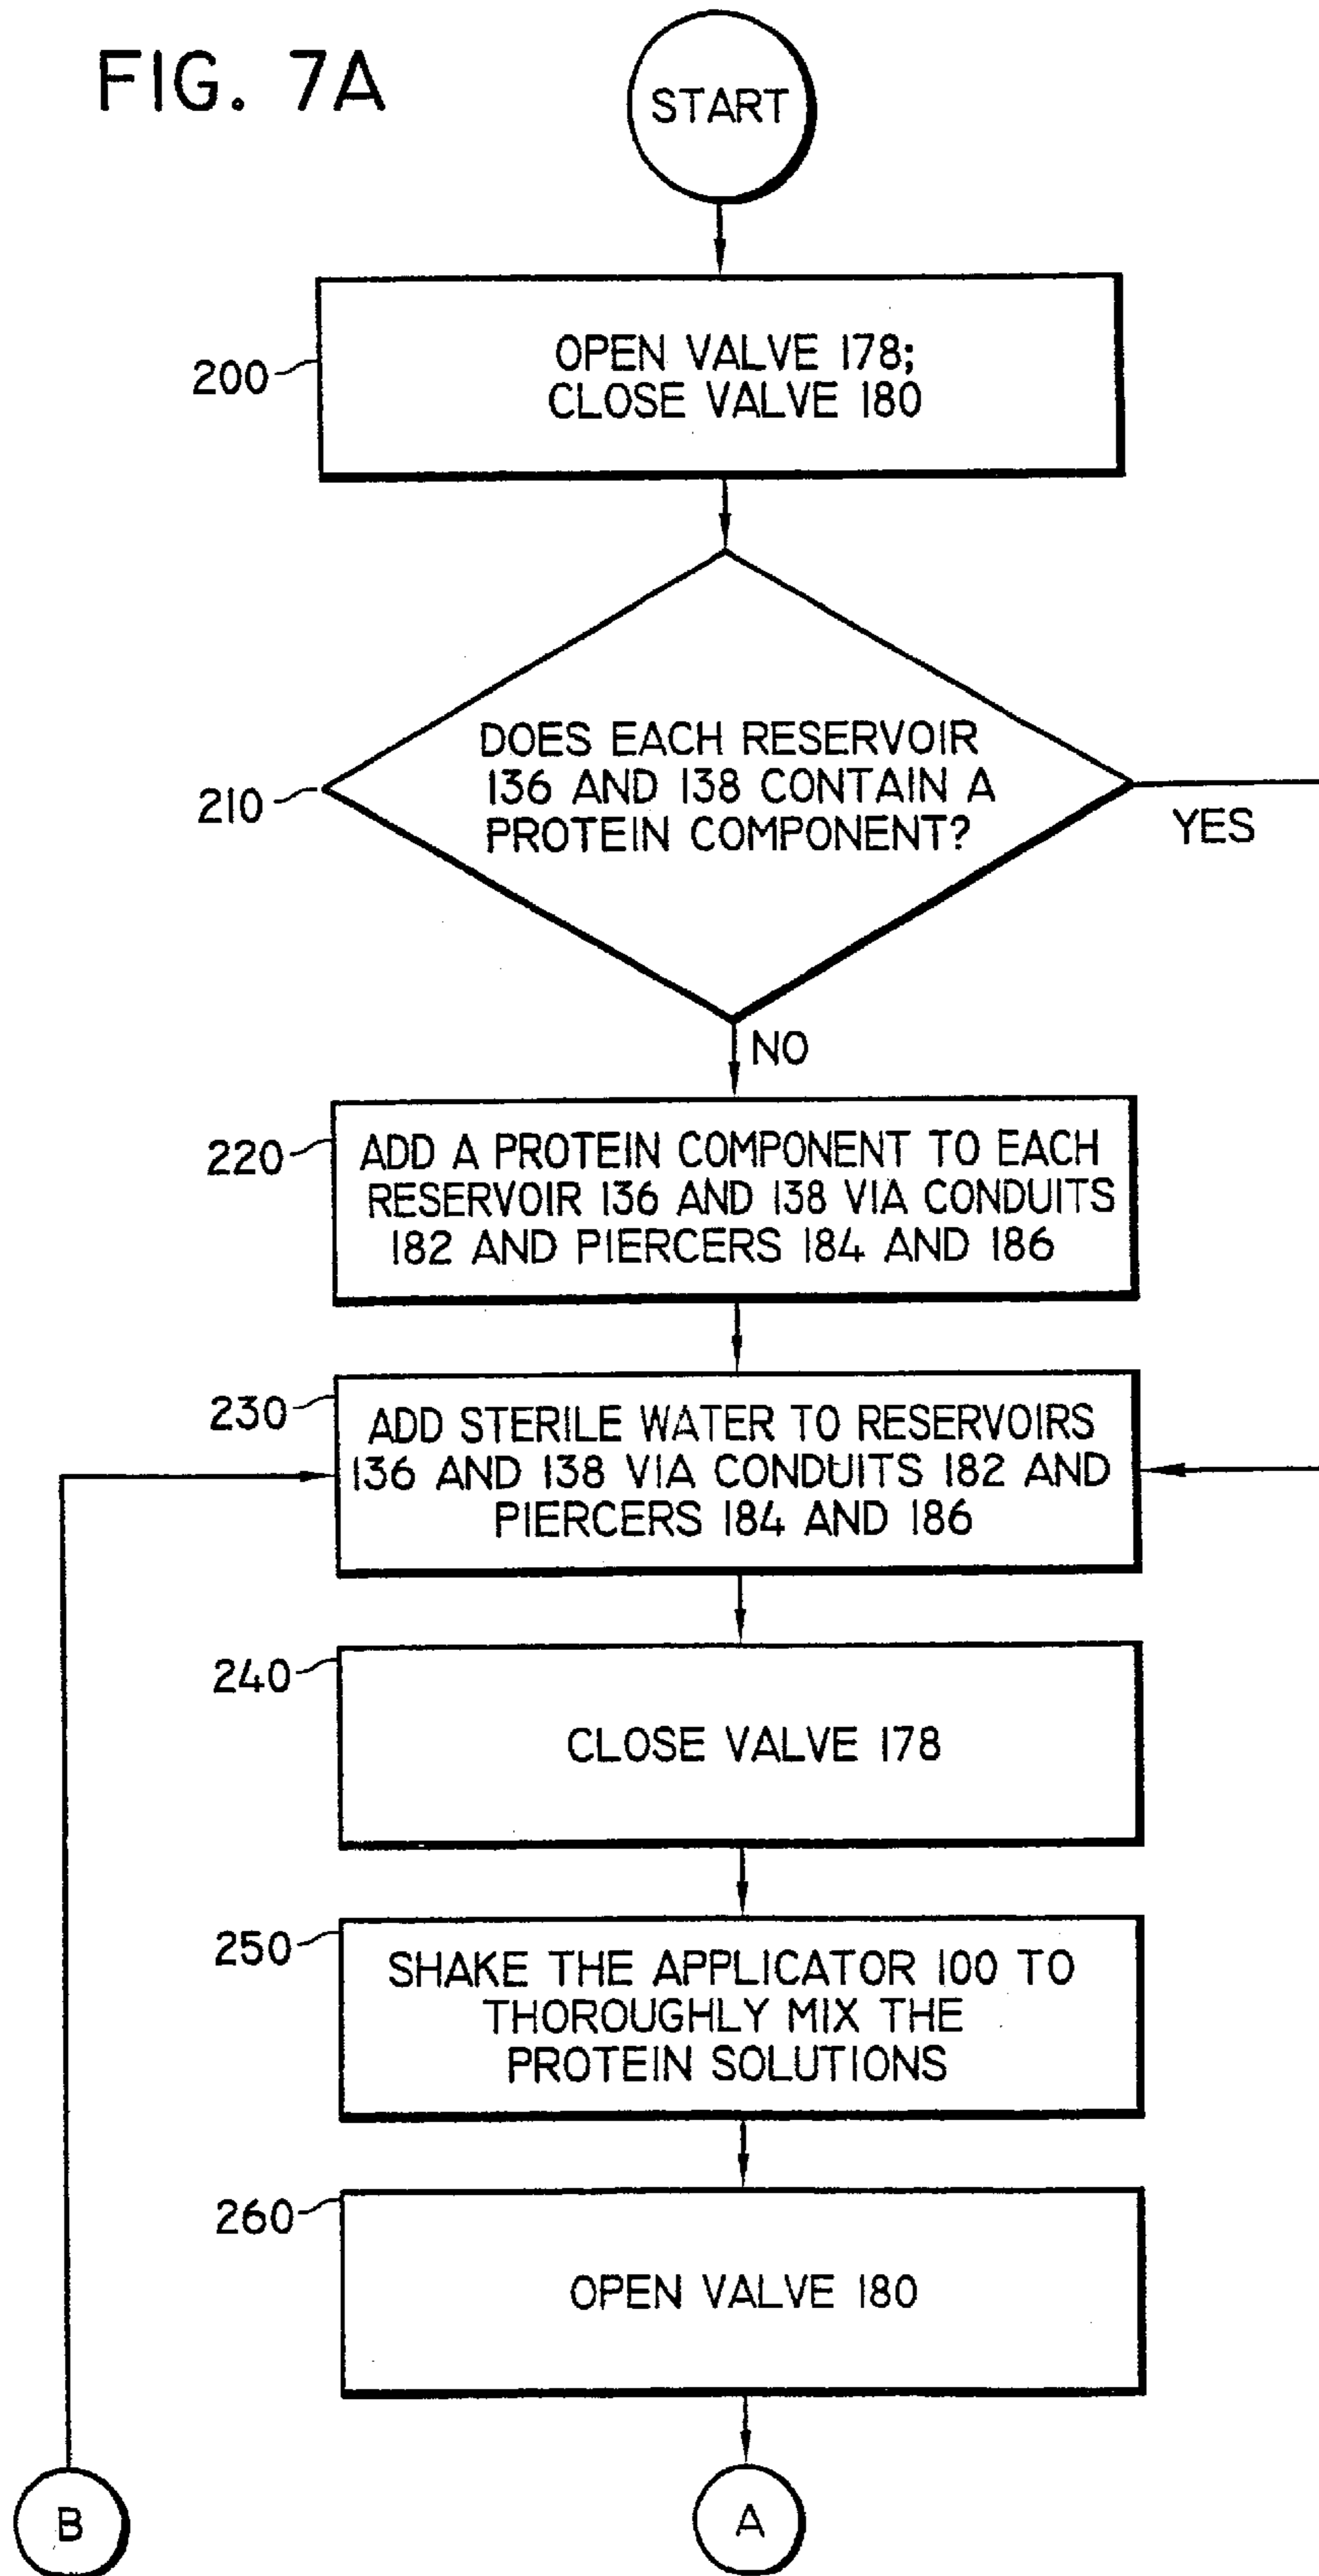 FIG. 7A
START
200
OPEN VALVE 178;
CLOSE VALVE 180
210
DOES EACH RESERVOIR
136 AND 138 CONTAIN A
PROTEIN COMPONENT?
YES
NO
220
ADD A PROTEIN COMPONENT TO EACH
RESERVOIR 136 AND 138 VIA CONDUITS
182 AND PIERCERS 184 AND 186
230
ADD STERILE WATER TO RESERVOIRS
136 AND 138 VIA CONDUITS 182 AND
PIERCERS 184 AND 186
240
CLOSE VALVE 178
250
SHAKE THE APPLICATOR 100 TO
THOROUGHLY MIX THE
PROTEIN SOLUTIONS
260
OPEN VALVE 180
B
A